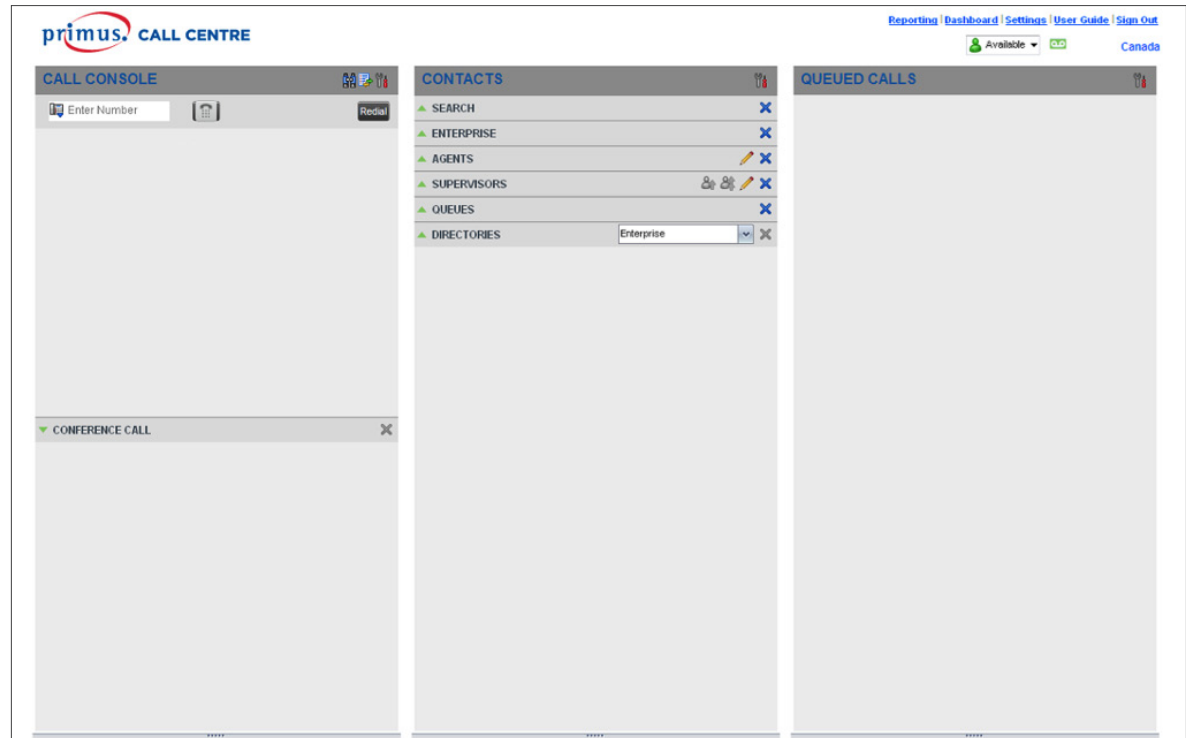 primus. CALL CENTRE
Reporting | Dashboard | Settings | User Guide | Sign Out
Available
Canada
CALL CONSOLE
Enter Number
Redial
CONFERENCE CALL
CONTACTS
SEARCH
ENTERPRISE
AGENTS
SUPERVISORS
QUEUES
DIRECTORIES Enterprise
QUEUED CALLS